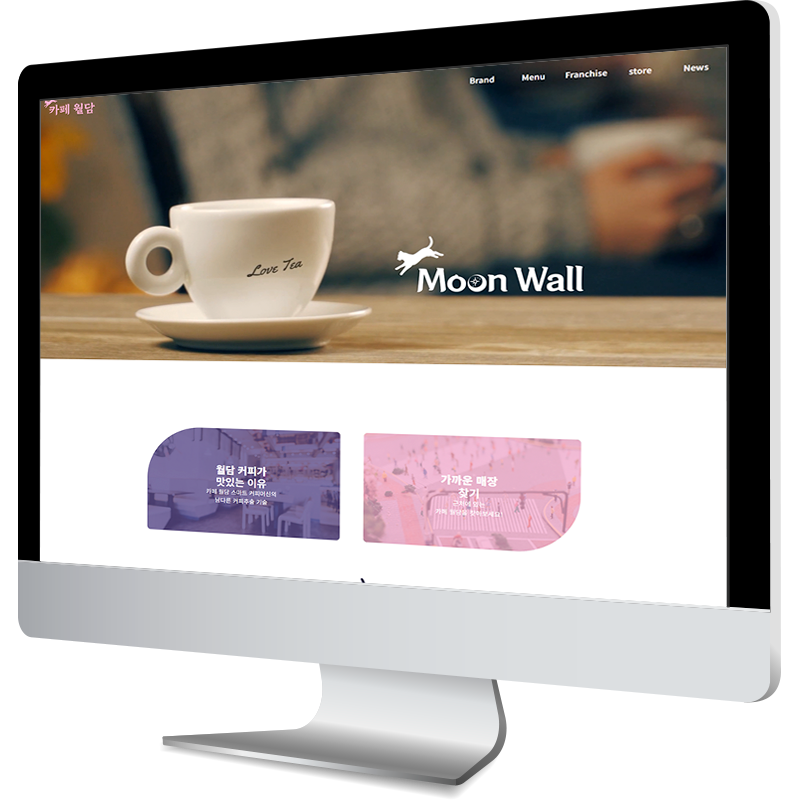 Brand Menu Franchise store News
카페 월담
Love Tea
Moon Wall
월담 커피가
맛있는 이유
카페 월담 스마트 커피머신의
남다른 커피추출 기술
가까운 매장
찾기
근처에 있는
카페 월담을 찾아보세요!